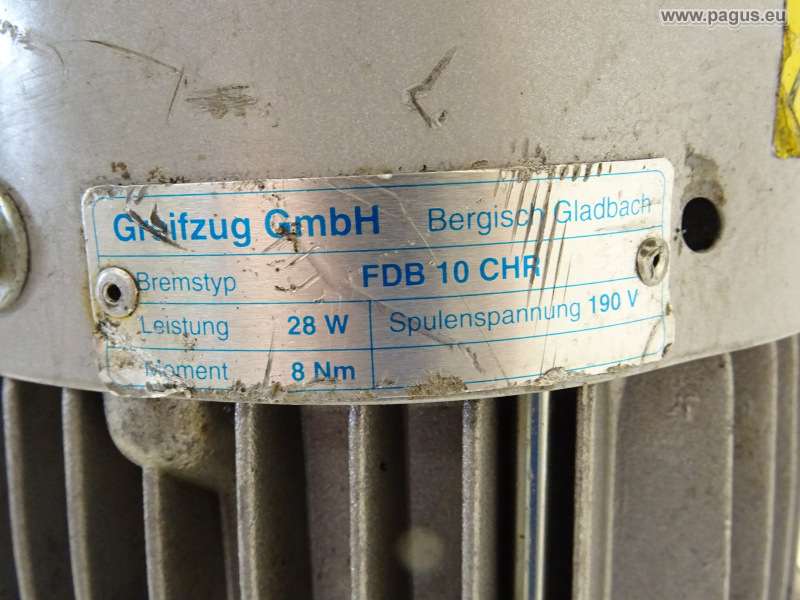 www.pagus.eu
Greifzug GmbH Bergisch Gladbach
Bremstyp FDB 10 CHR
Leistung 28 W Spulenspannung 190 V
Moment 8 Nm